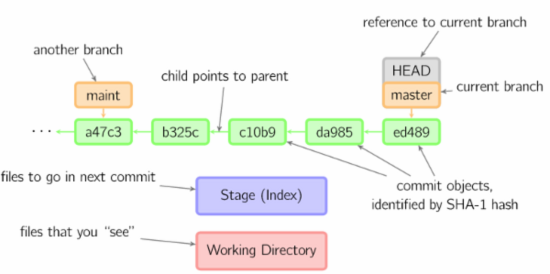 reference to current branch
another branch
child points to parent
HEAD
maint
master
current branch
...
a47c3
b325c
c10b9
da985
ed489
files to go in next commit
Stage (Index)
commit objects,
identified by SHA-1 hash
files that you “see”
Working Directory